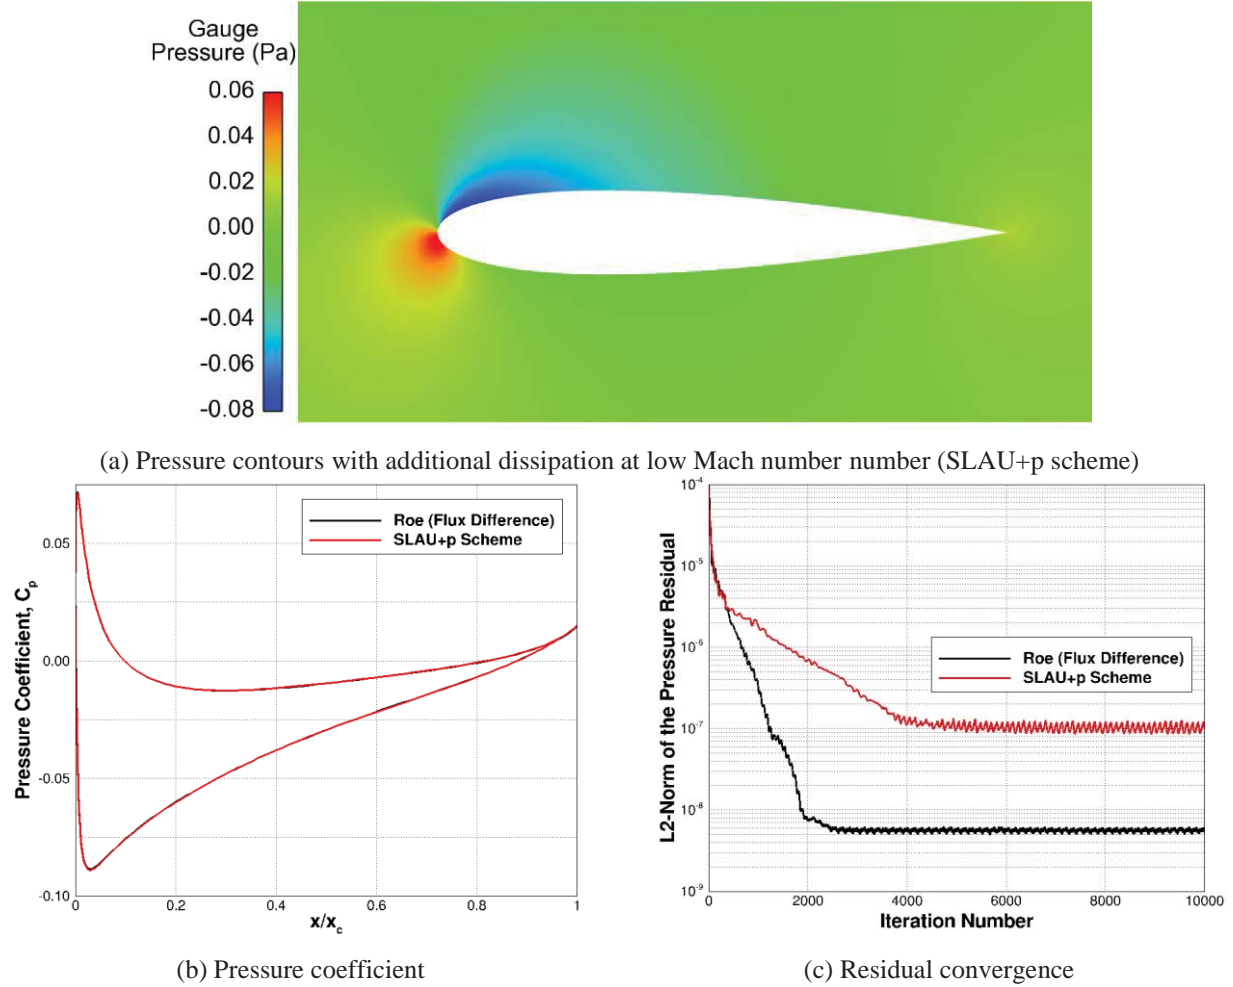 Gauge
Pressure (Pa)
0.06
0.04
0.02
0.00
-0.02
-0.04
-0.06
-0.08
(a) Pressure contours with additional dissipation at low Mach number number (SLAU+p scheme)
Pressure Coefficient, Cp
0.05
0.00
-0.05
-0.10
Roe (Flux Difference)
SLAU+p Scheme
0
0.2
0.4
0.6
0.8
1
x/xc
(b) Pressure coefficient
L2-Norm of the Pressure Residual
10-4
10-5
10-6
10-7
10-8
10-9
Roe (Flux Difference)
SLAU+p Scheme
0
2000
4000
6000
8000
10000
Iteration Number
(c) Residual convergence